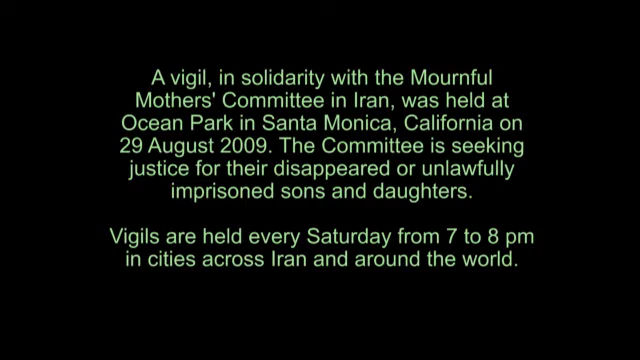 A vigil, in solidarity with the Mournful
Mothers' Committee in Iran, was held at
Ocean Park in Santa Monica, California on
29 August 2009. The Committee is seeking
justice for their disappeared or unlawfully
imprisoned sons and daughters.
Vigils are held every Saturday from 7 to 8 pm
in cities across Iran and around the world.